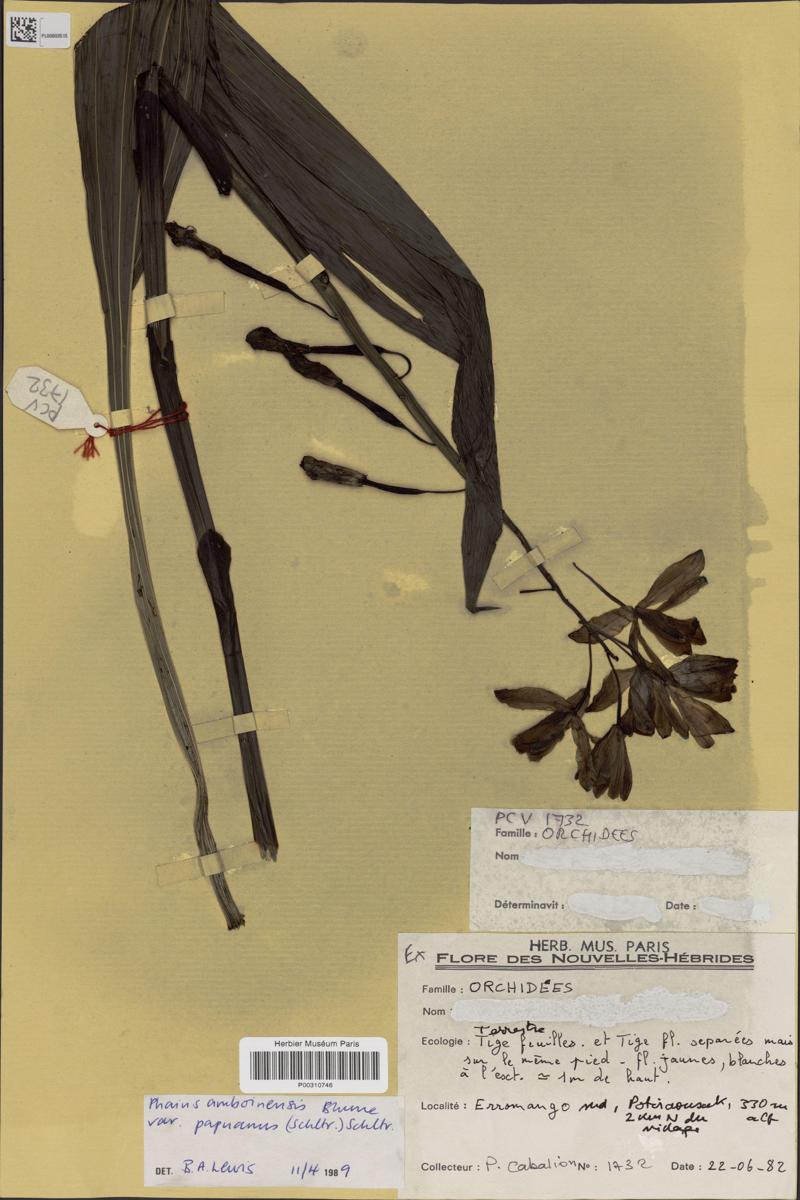 PCV
1732
PCV 1732
Famille : ORCHIDEES
Nom
Déterminavit :
Date :
Ex
HERB. MUS. PARIS
FLORE DES NOUVELLES-HÉBRIDES
Famille : ORCHIDÉES
Nom :
Terrestre
Ecologie : Tige feuilles. et Tige fl. separées mais
sur le même pied - fl. jaunes, blanches
à l'ext. ≃ 1m de haut.
Localité : Erromango sud, 330 m
2 km N du alt
village
Collecteur : P. Cabalion No : 1732 Date : 22-06-82
Herbier Muséum Paris
P00310746
Phaius amboinensis Blume
var. papuanus (Schltr.) Schltr.
DET. B.A. Lewis 11/4 1989